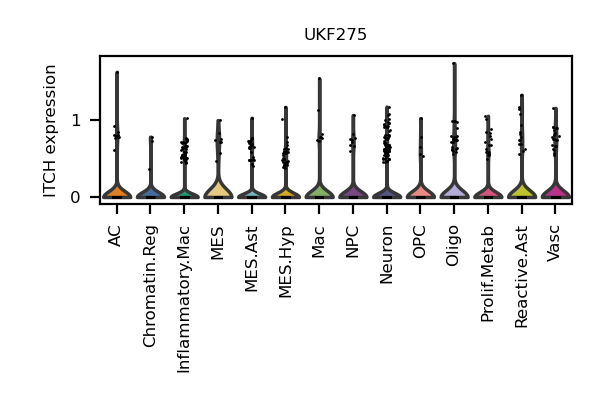 UKF275
ITCH expression
1
0
AC
Chromatin.Reg
Inflammatory.Mac
MES
MES.Ast
MES.Hyp
Mac
NPC
Neuron
OPC
Oligo
Prolif.Metab
Reactive.Ast
Vasc